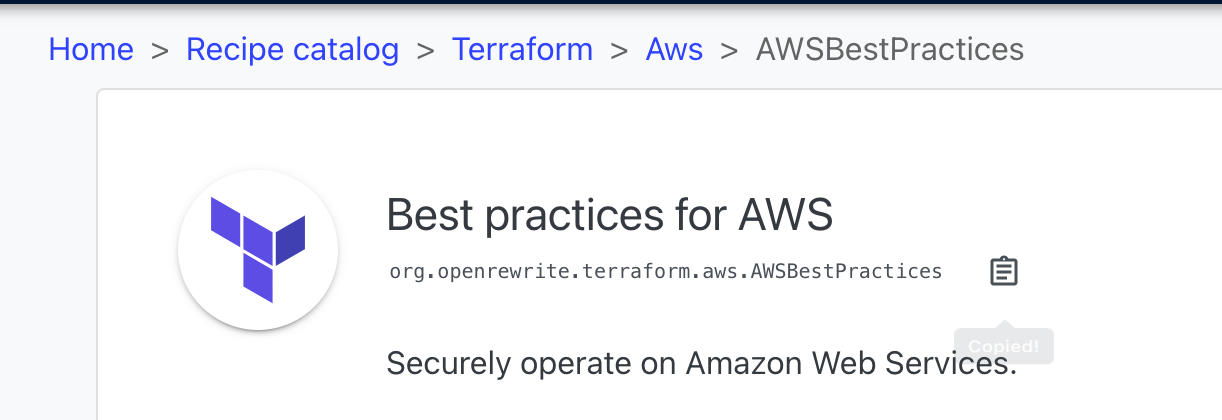 Home > Recipe catalog > Terraform > Aws > AWSBestPractices
Best practices for AWS
org.openrewrite.terraform.aws.AWSBestPractices
Copied!
Securely operate on Amazon Web Services.